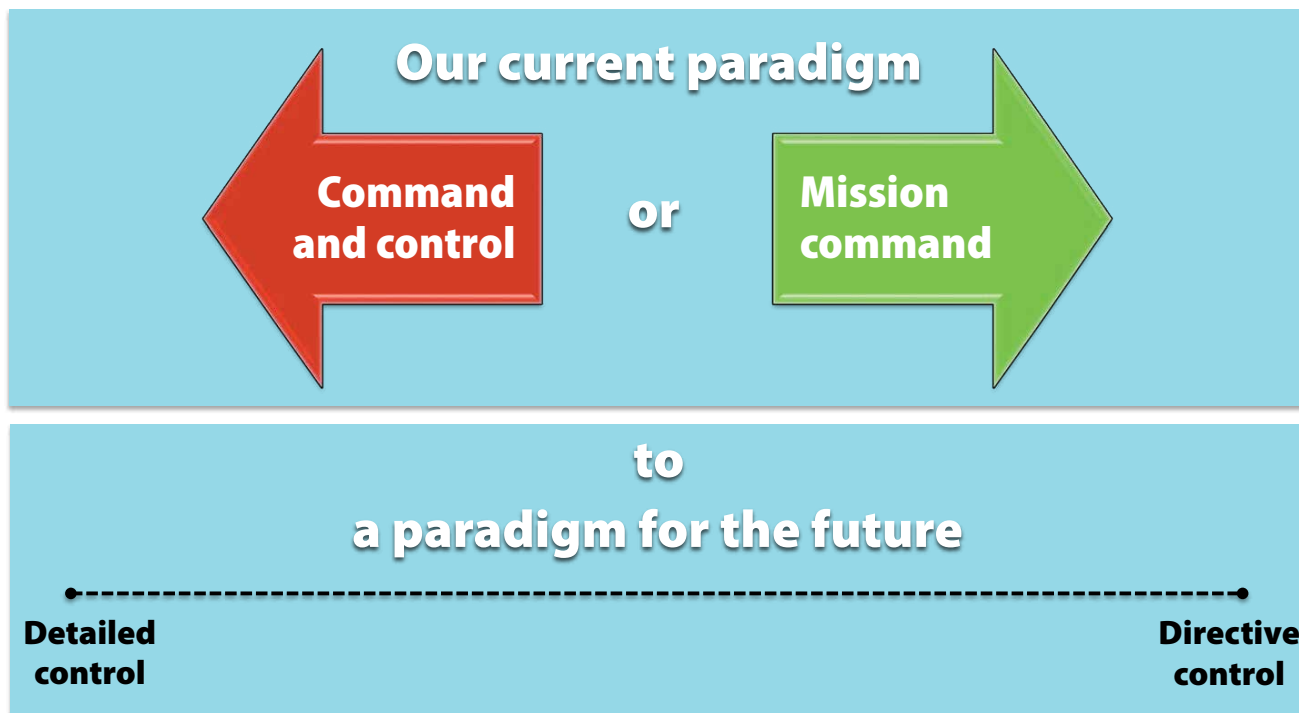 Our current paradigm
Command
and control
or
Mission
command
to
a paradigm for the future
Detailed
control
Directive
control